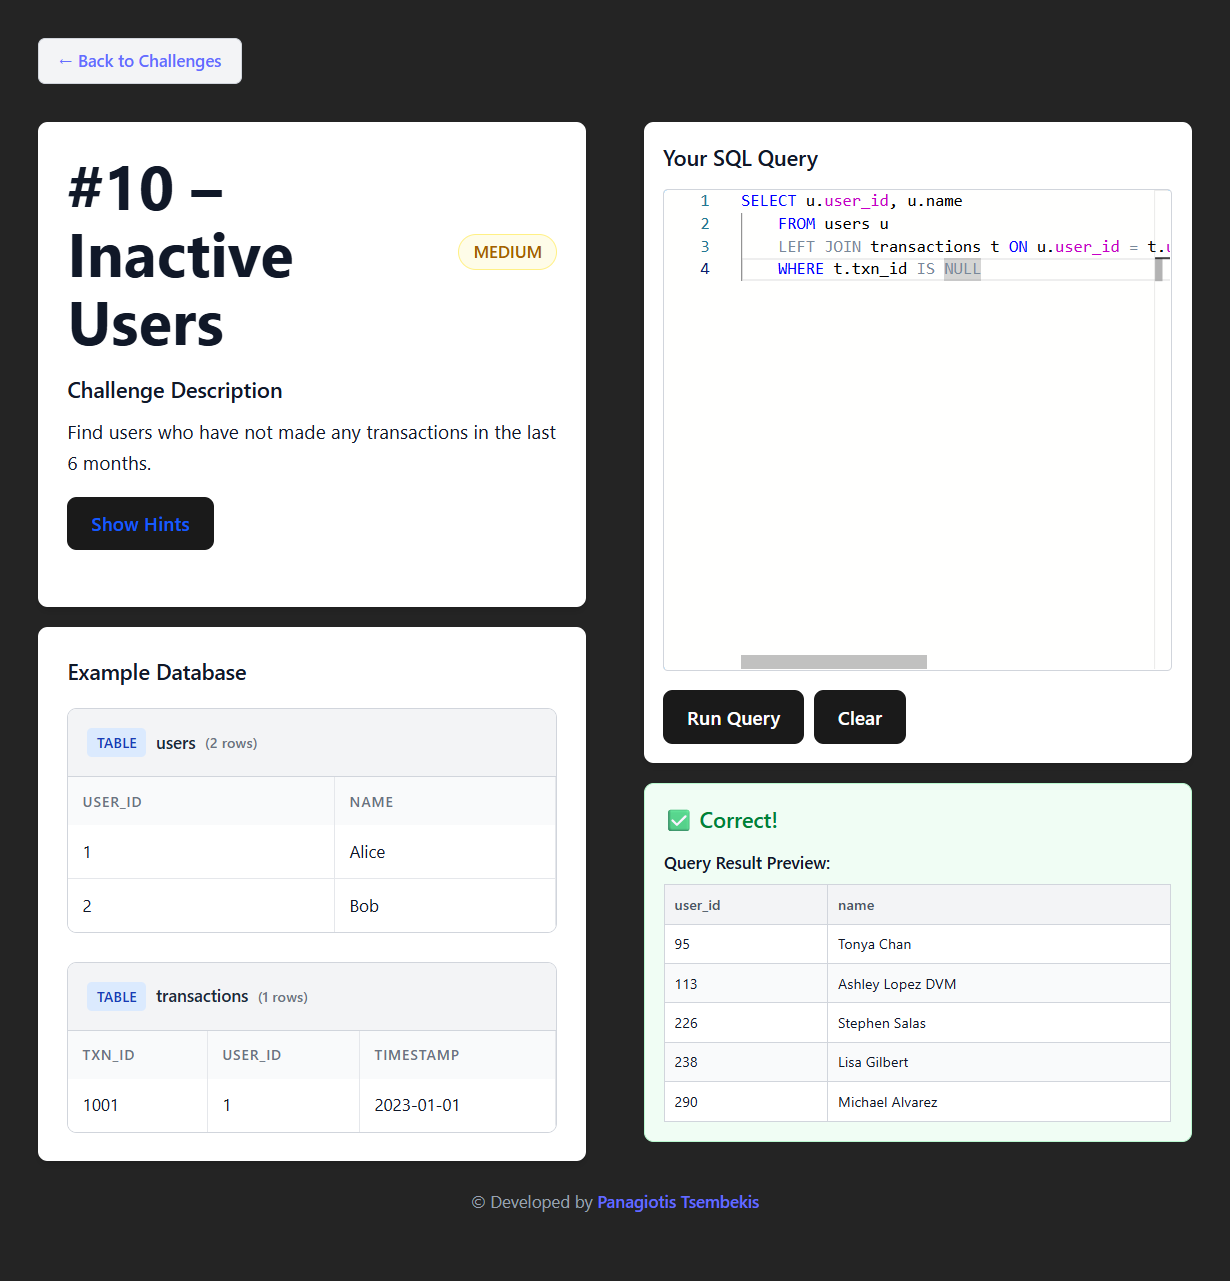 ← Back to Challenges
#10 –
Inactive
Users
MEDIUM
Challenge Description
Find users who have not made any transactions in the last
6 months.
Show Hints
Example Database
TABLE users (2 rows)
USER_ID NAME
1 Alice
2 Bob
TABLE transactions (1 rows)
TXN_ID USER_ID TIMESTAMP
1001 1 2023-01-01
Your SQL Query
1 SELECT u.user_id, u.name
2 FROM users u
3 LEFT JOIN transactions t ON u.user_id = t.u
4 WHERE t.txn_id IS NULL
Run Query Clear
✅ Correct!
Query Result Preview:
user_id name
95 Tonya Chan
113 Ashley Lopez DVM
226 Stephen Salas
238 Lisa Gilbert
290 Michael Alvarez
© Developed by Panagiotis Tsembekis